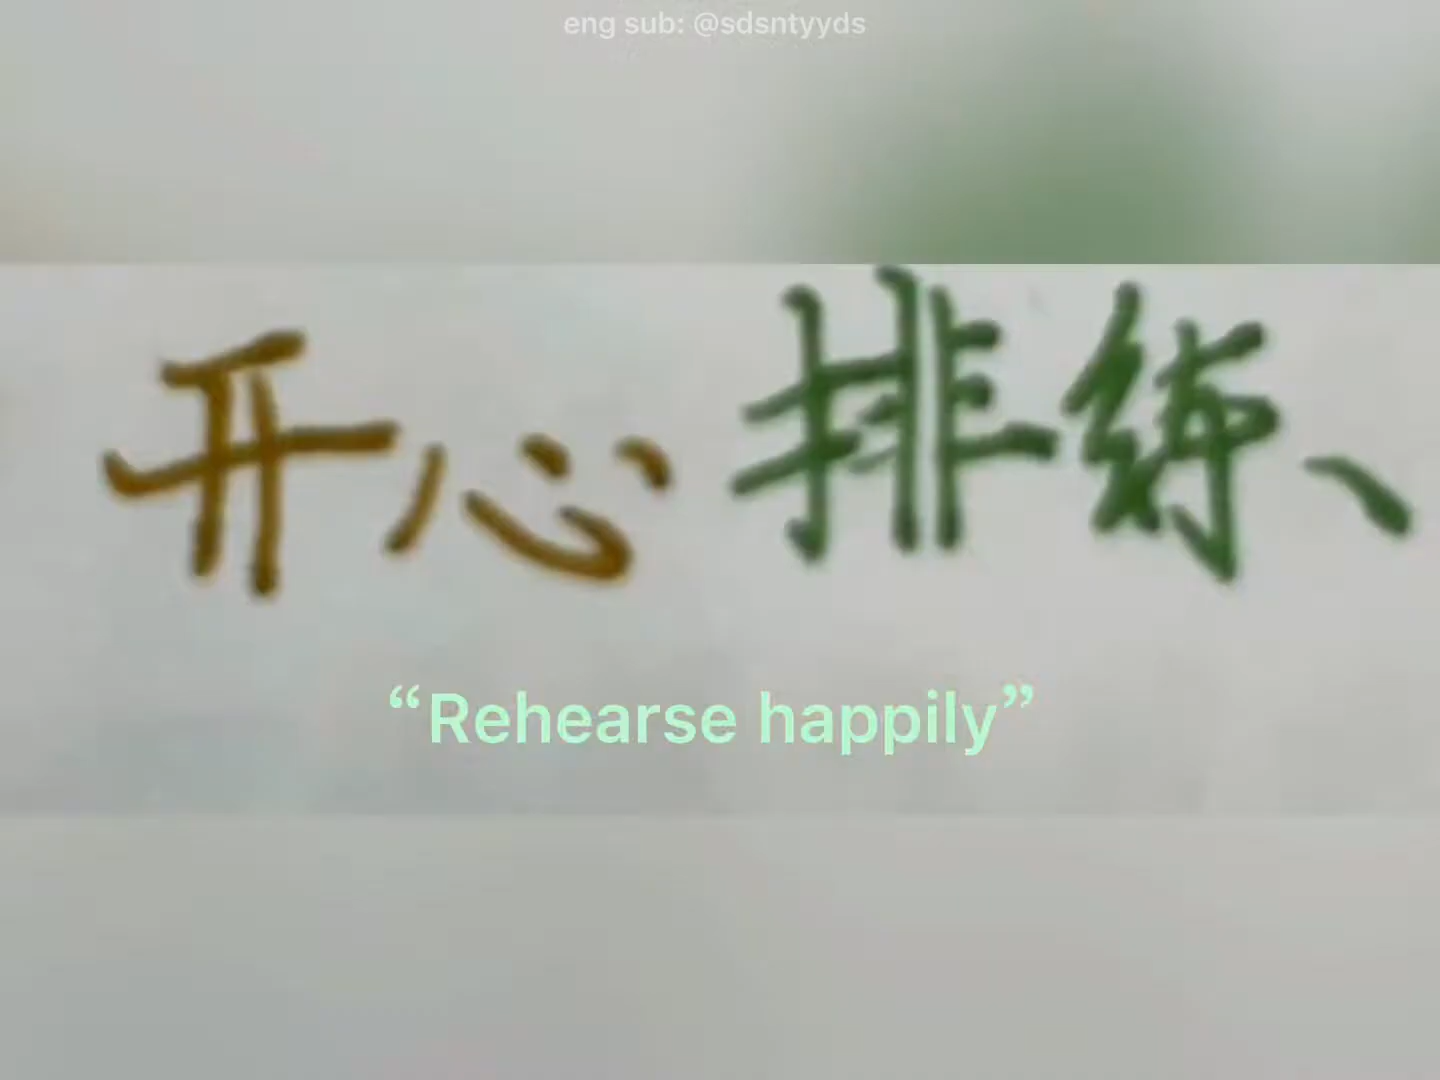 eng sub: @sdsntyyds
开心排练、
“Rehearse happily”